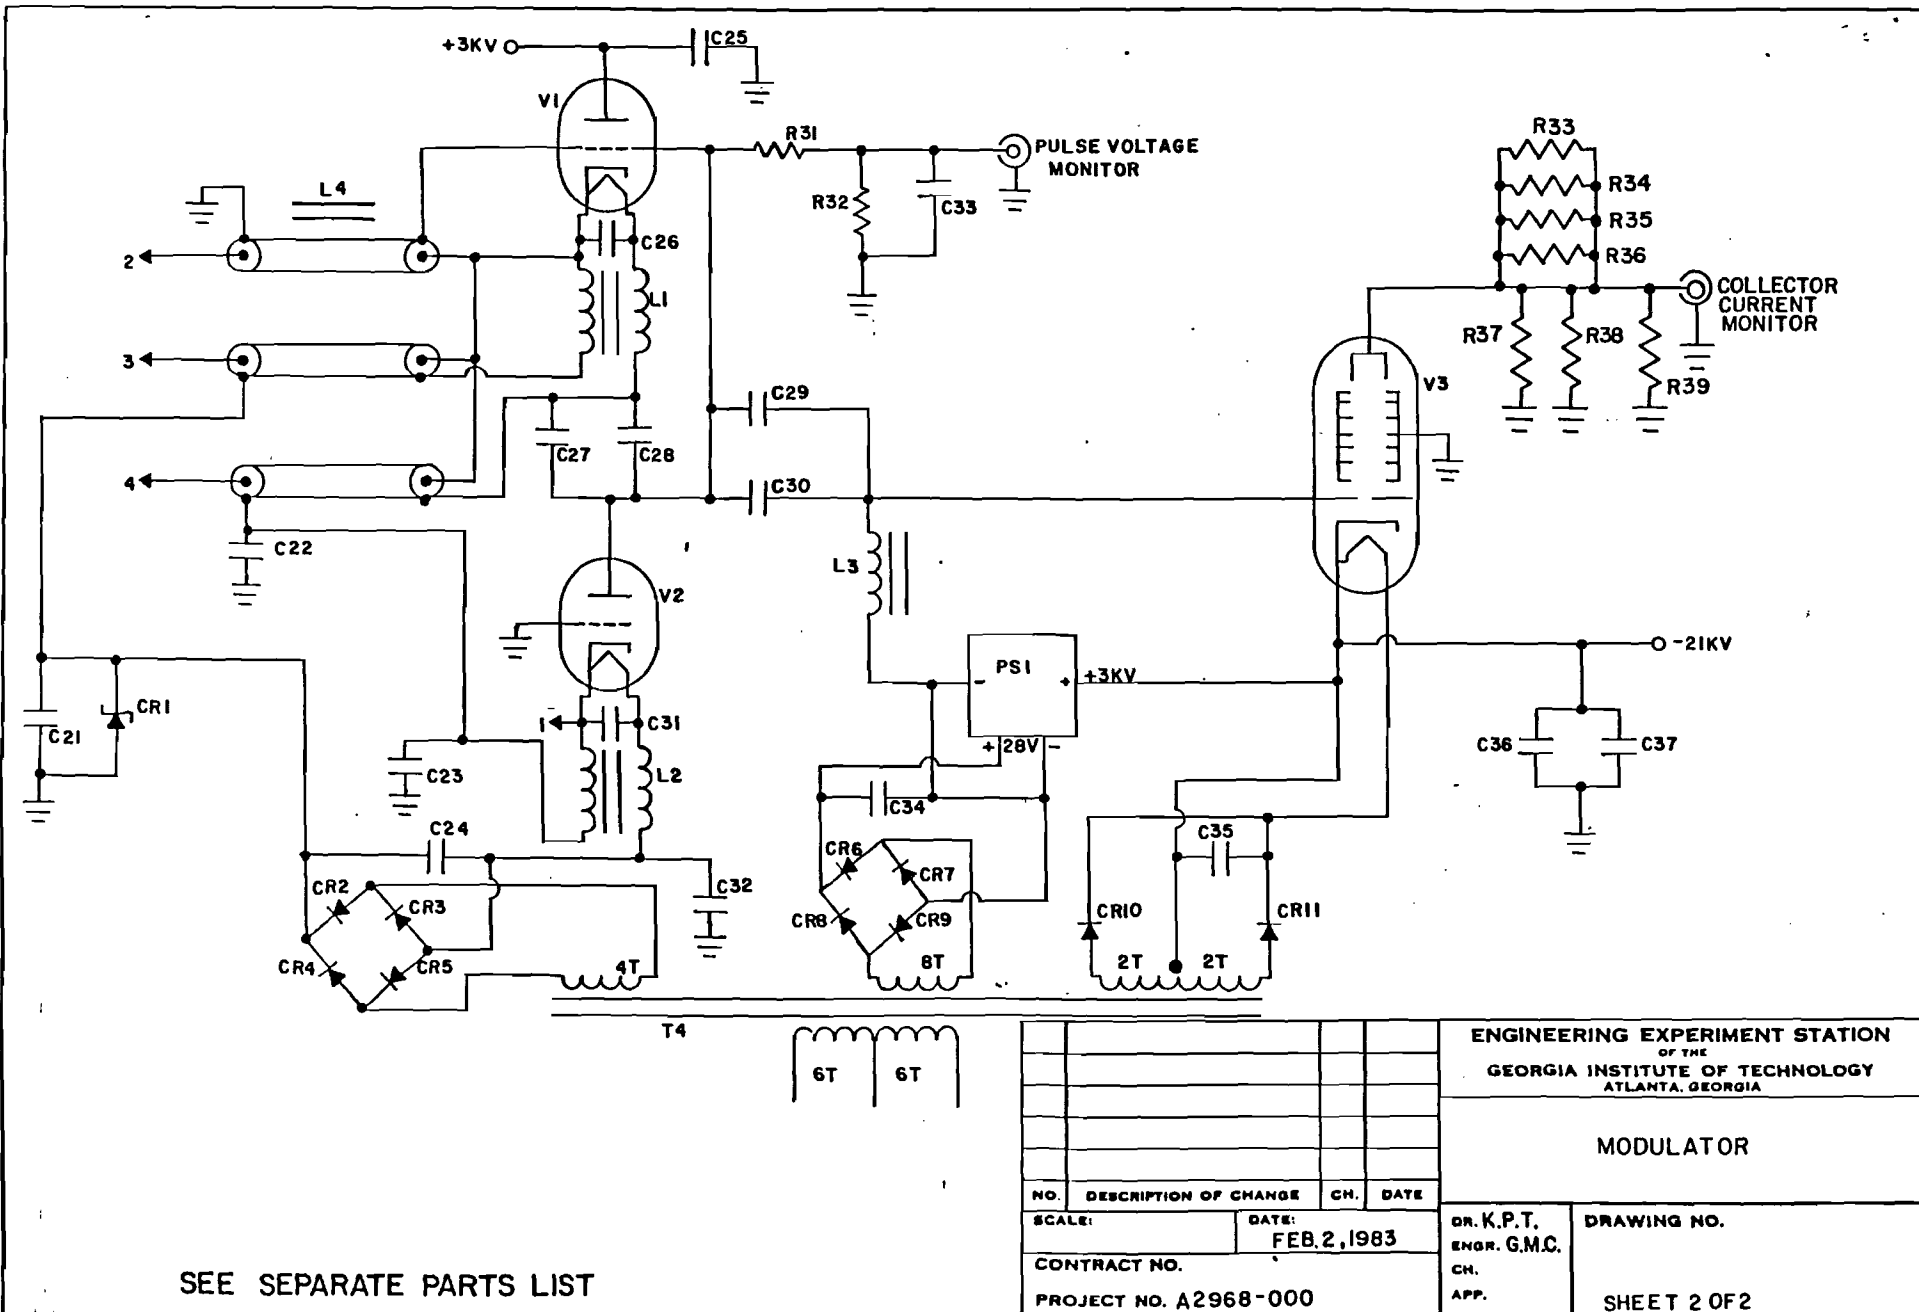 +3KV
C25
V1
R31
PULSE VOLTAGE
MONITOR
R33
R34
R35
R36
L4
R32
C33
C26
2
L1
COLLECTOR
CURRENT
MONITOR
R37
R38
R39
3
V3
C29
C27
C28
4
C30
C22
L3
V2
PS1
- + +3KV
-21KV
CR1
C21
1
C31
+ 28V -
C36
C37
C23
L2
C34
C24
C35
CR6
CR7
CR2
CR3
C32
CR8
CR9
CR10
CR11
CR4
CR5
4T
8T
2T
2T
T4
6T
6T
ENGINEERING EXPERIMENT STATION
OF THE
GEORGIA INSTITUTE OF TECHNOLOGY
ATLANTA, GEORGIA
MODULATOR
NO. DESCRIPTION OF CHANGE CH. DATE
SCALE:
DATE:
FEB. 2, 1983
DR. K.P.T.
ENGR. G.M.C.
CH.
APP.
DRAWING NO.
CONTRACT NO.
PROJECT NO. A2968-000
SHEET 2 OF 2
SEE SEPARATE PARTS LIST